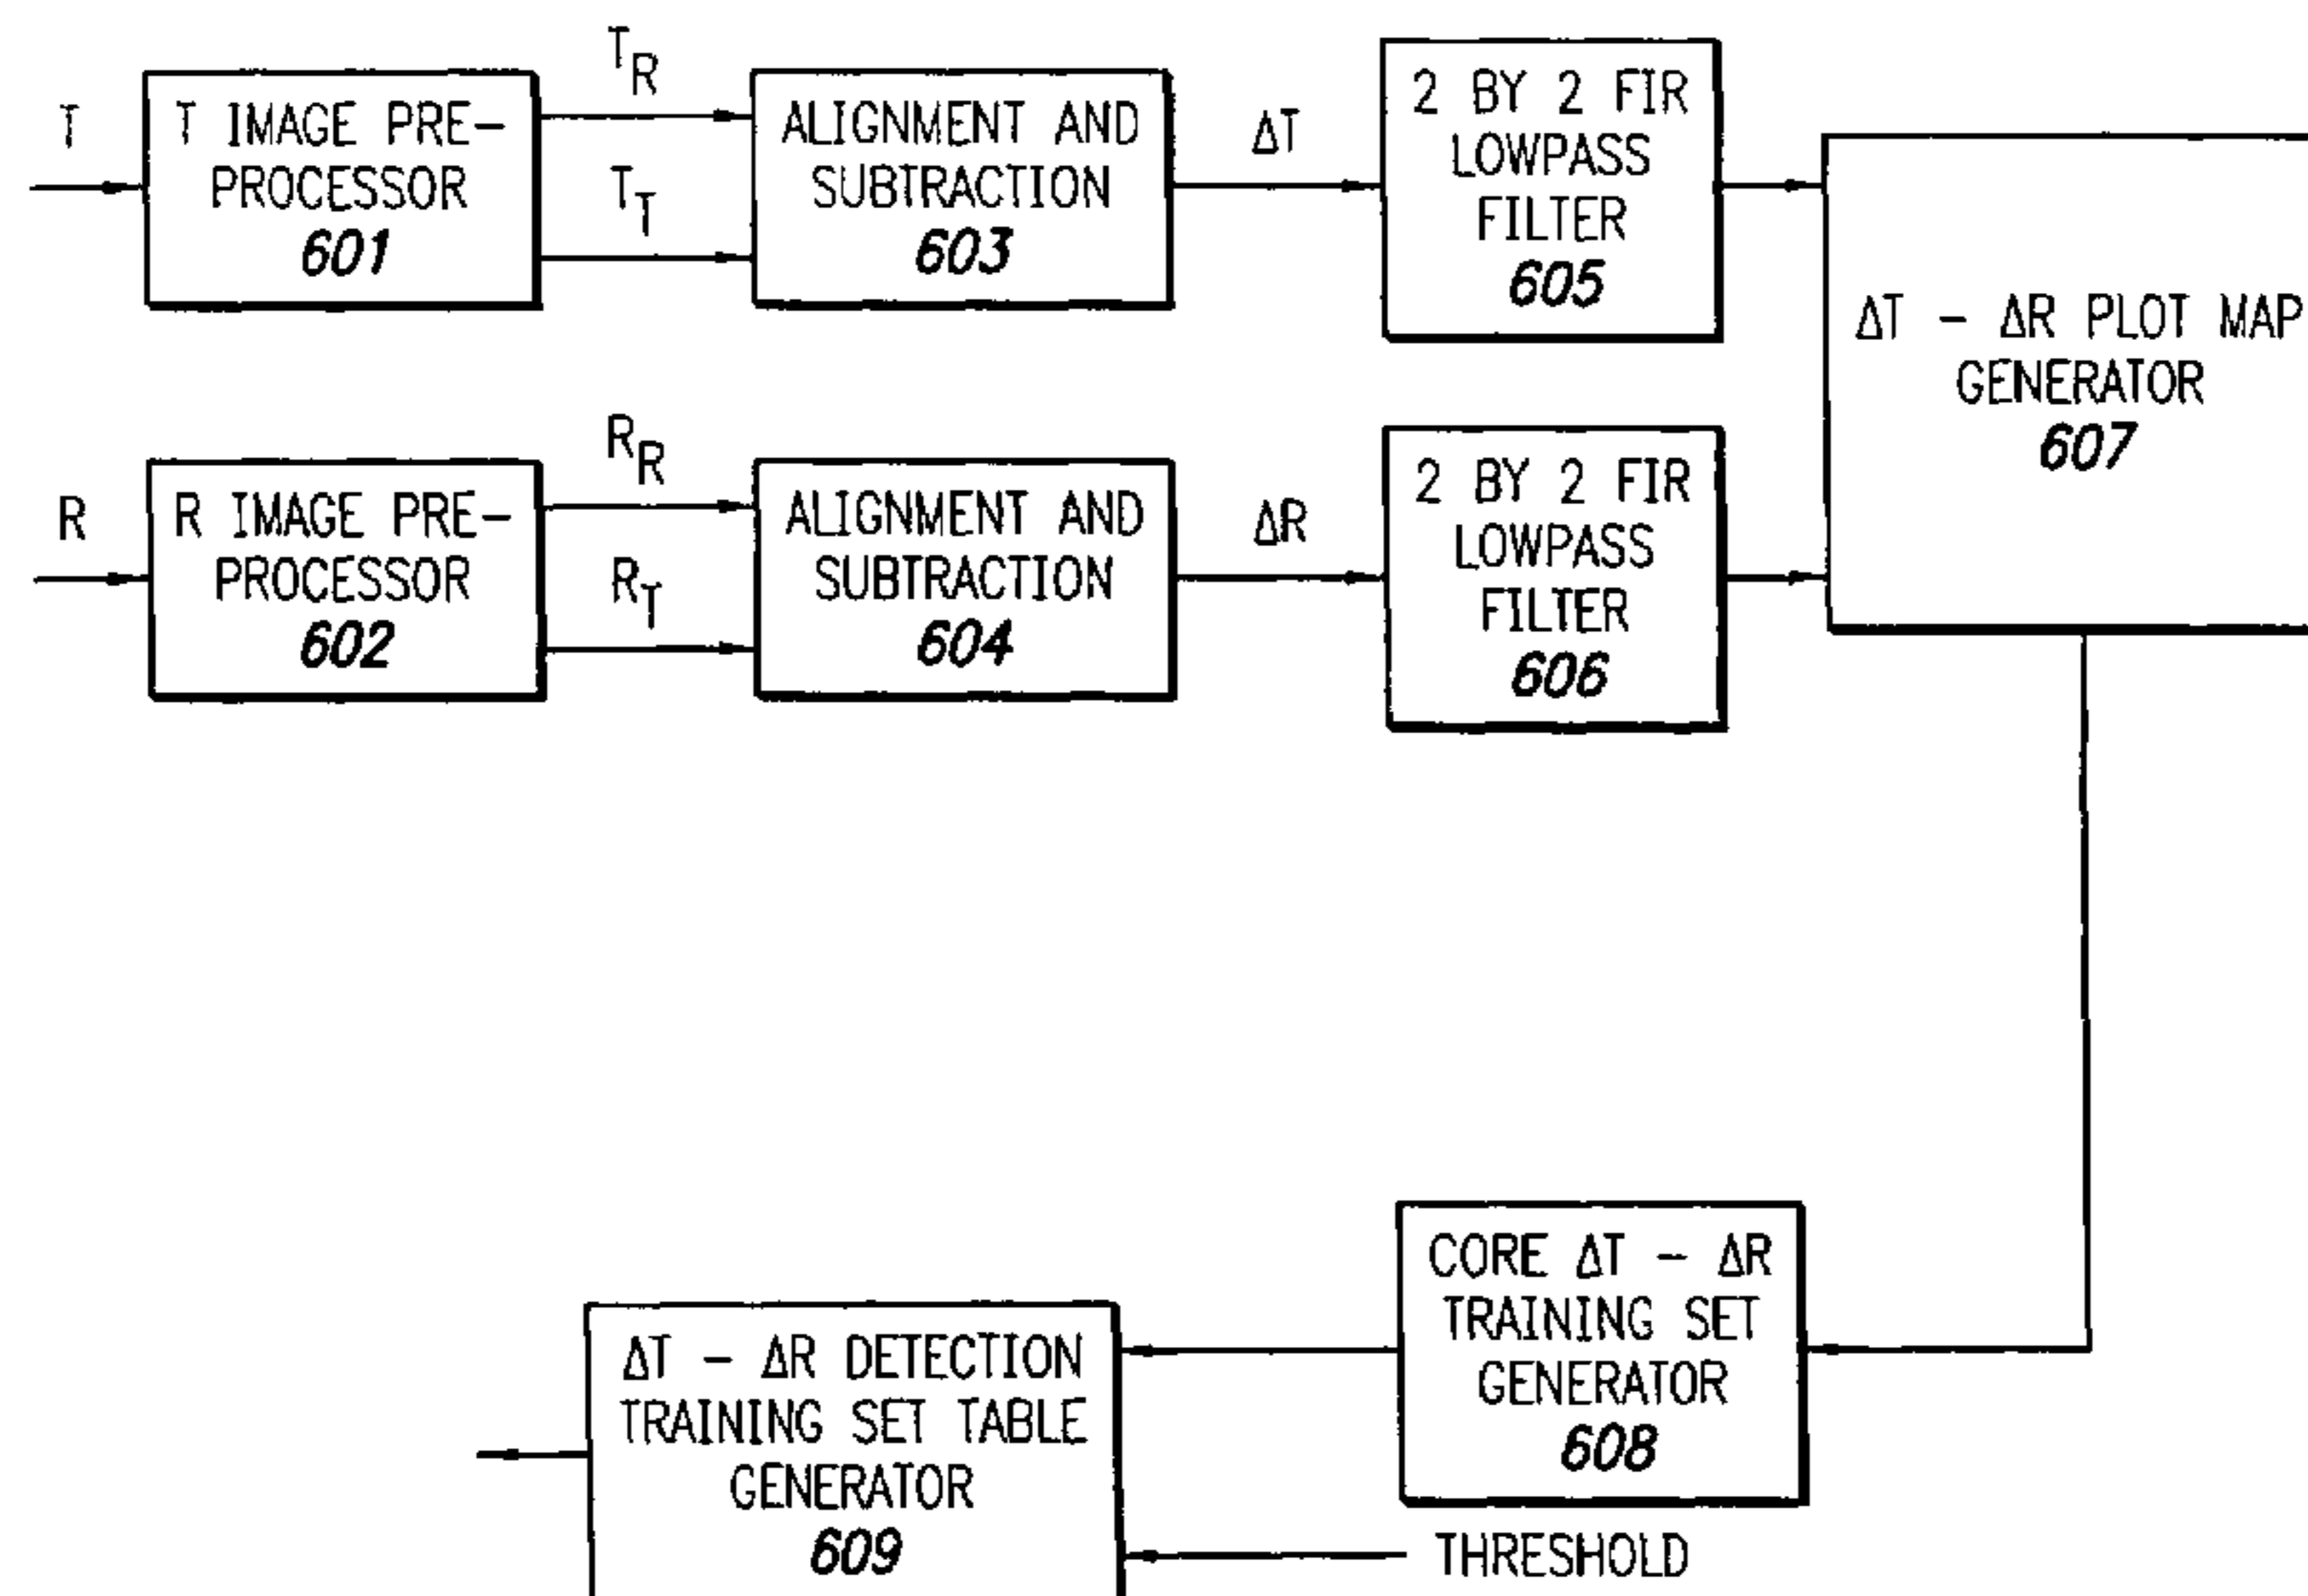 T
T IMAGE PRE-
PROCESSOR
601
T_R
T_T
ALIGNMENT AND
SUBTRACTION
603
ΔT
2 BY 2 FIR
LOWPASS
FILTER
605
ΔT - ΔR PLOT MAP
GENERATOR
607
R
R IMAGE PRE-
PROCESSOR
602
R_R
R_T
ALIGNMENT AND
SUBTRACTION
604
ΔR
2 BY 2 FIR
LOWPASS
FILTER
606
CORE ΔT - ΔR
TRAINING SET
GENERATOR
608
ΔT - ΔR DETECTION
TRAINING SET TABLE
GENERATOR
609
THRESHOLD